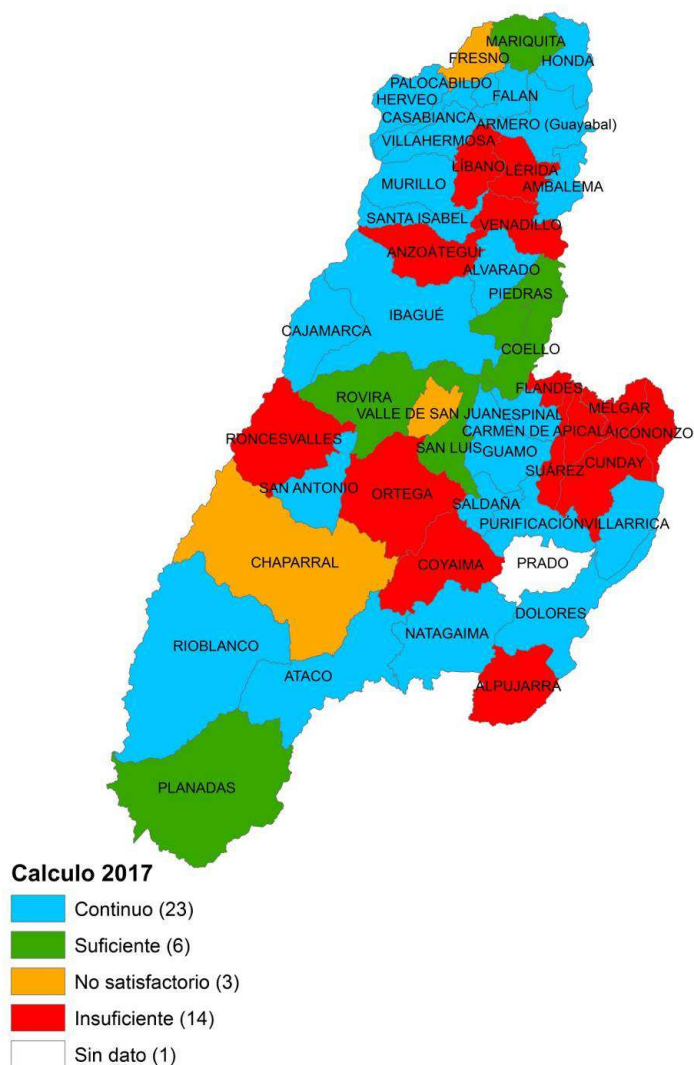 MARIQUITA
FRESNO
HONDA
PALOCABILDO
HERVEO
FALAN
CASABIANCA
ARMERO (Guayabal)
VILLAHERMOSA
LÍBANO
LÉRIDA
MURILLO
AMBALEMA
SANTA ISABEL
VENADILLO
ANZOÁTEGUI
ALVARADO
PIEDRAS
IBAGUÉ
CAJAMARCA
COELLO
FLANDES
ROVIRA
MELGAR
VALLE DE SAN JUAN
ESPINAL
CARMEN DE APICALÁ
ICONONZO
RONCESVALLES
SAN LUIS
GUAMO
CUNDAY
SUÁREZ
SAN ANTONIO
ORTEGA
SALDAÑA
PURIFICACIÓN
VILLARRICA
CHAPARRAL
COYAIMA
PRADO
DOLORES
NATAGAIMA
RIOBLANCO
ATACO
ALPUJARRA
PLANADAS
Calculo 2017
Continuo (23)
Suficiente (6)
No satisfactorio (3)
Insuficiente (14)
Sin dato (1)